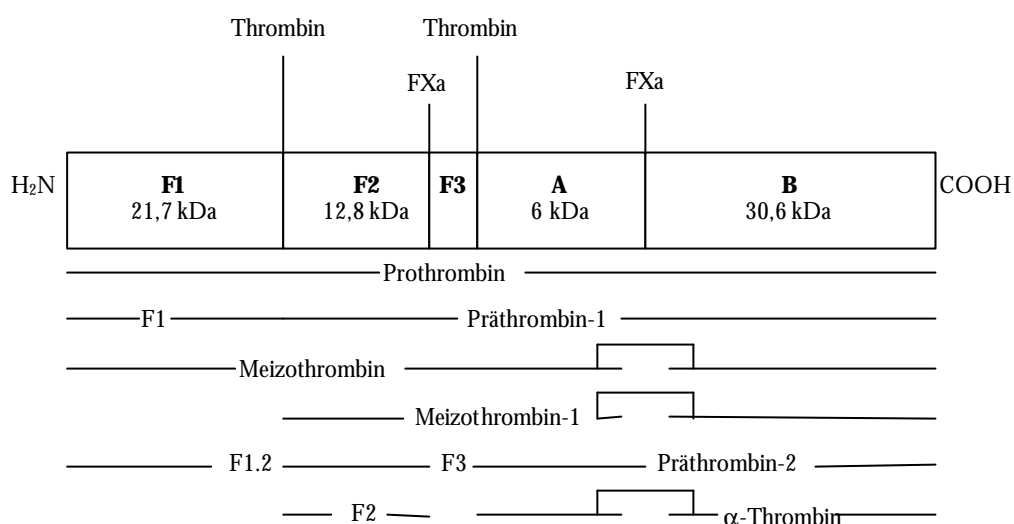 Thrombin Thrombin
FXa FXa
H₂N F1 F2 F3 A B COOH
21,7 kDa 12,8 kDa 6 kDa 30,6 kDa
Prothrombin
F1 Präthrombin-1
Meizothrombin
Meizothrombin-1
F1.2 F3 Präthrombin-2
F2 α-Thrombin